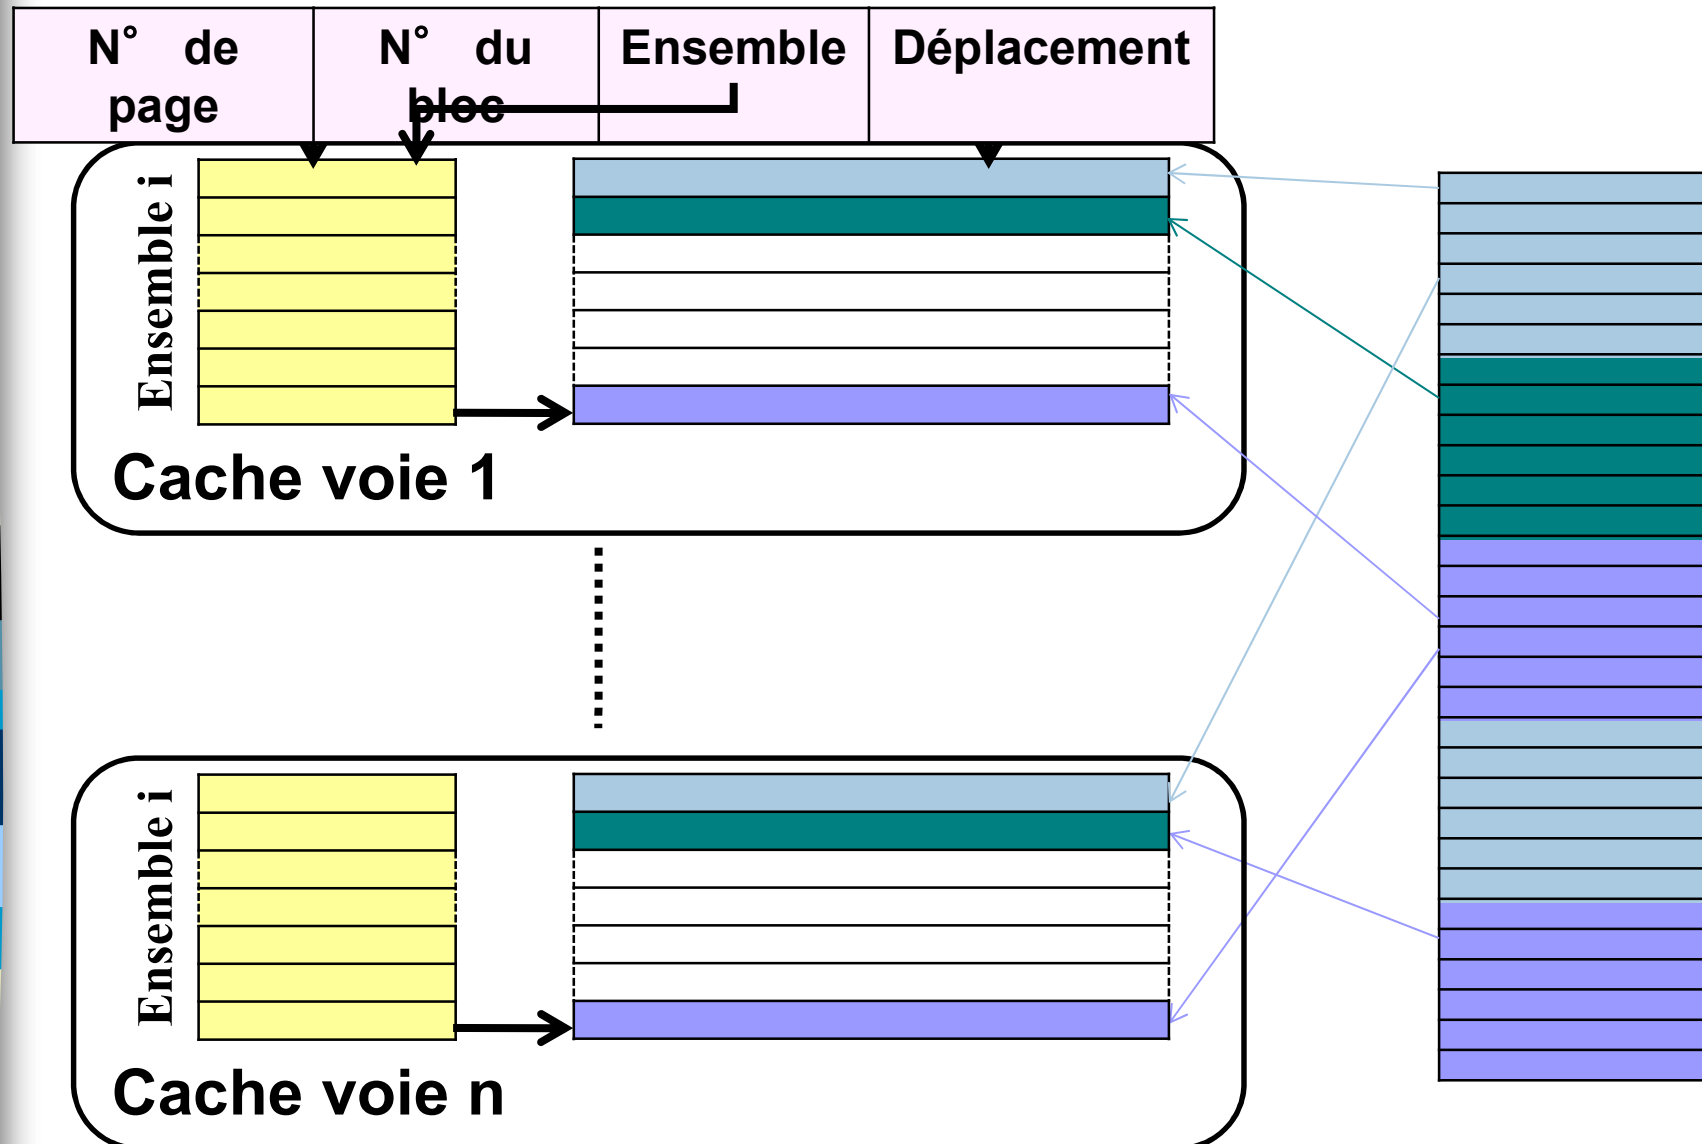 N° de
page
N° du
bloc
Ensemble
Déplacement
Ensemble i
Cache voie 1
Ensemble i
Cache voie n